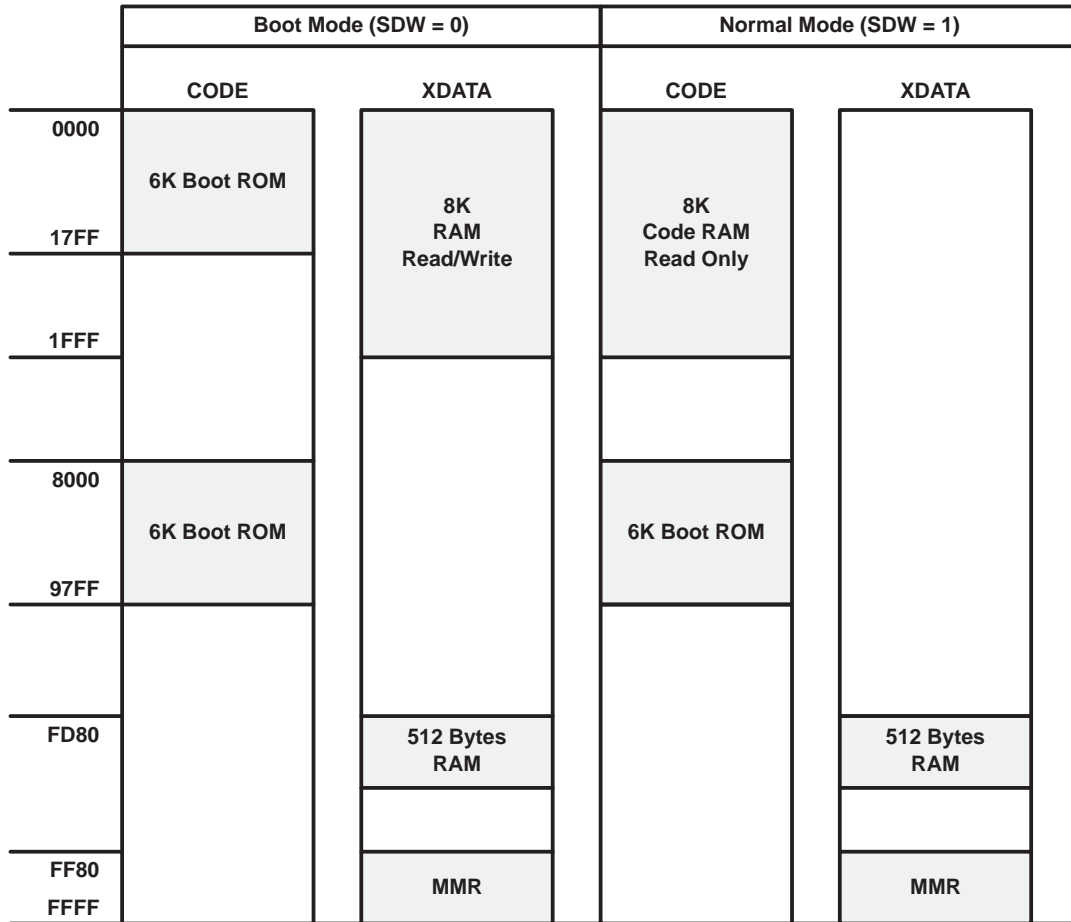 Boot Mode (SDW = 0)
Normal Mode (SDW = 1)
CODE
XDATA
CODE
XDATA
0000
6K Boot ROM
17FF
8K
RAM
Read/Write
8K
Code RAM
Read Only
1FFF
8000
6K Boot ROM
6K Boot ROM
97FF
FD80
512 Bytes
RAM
512 Bytes
RAM
FF80
FFFF
MMR
MMR